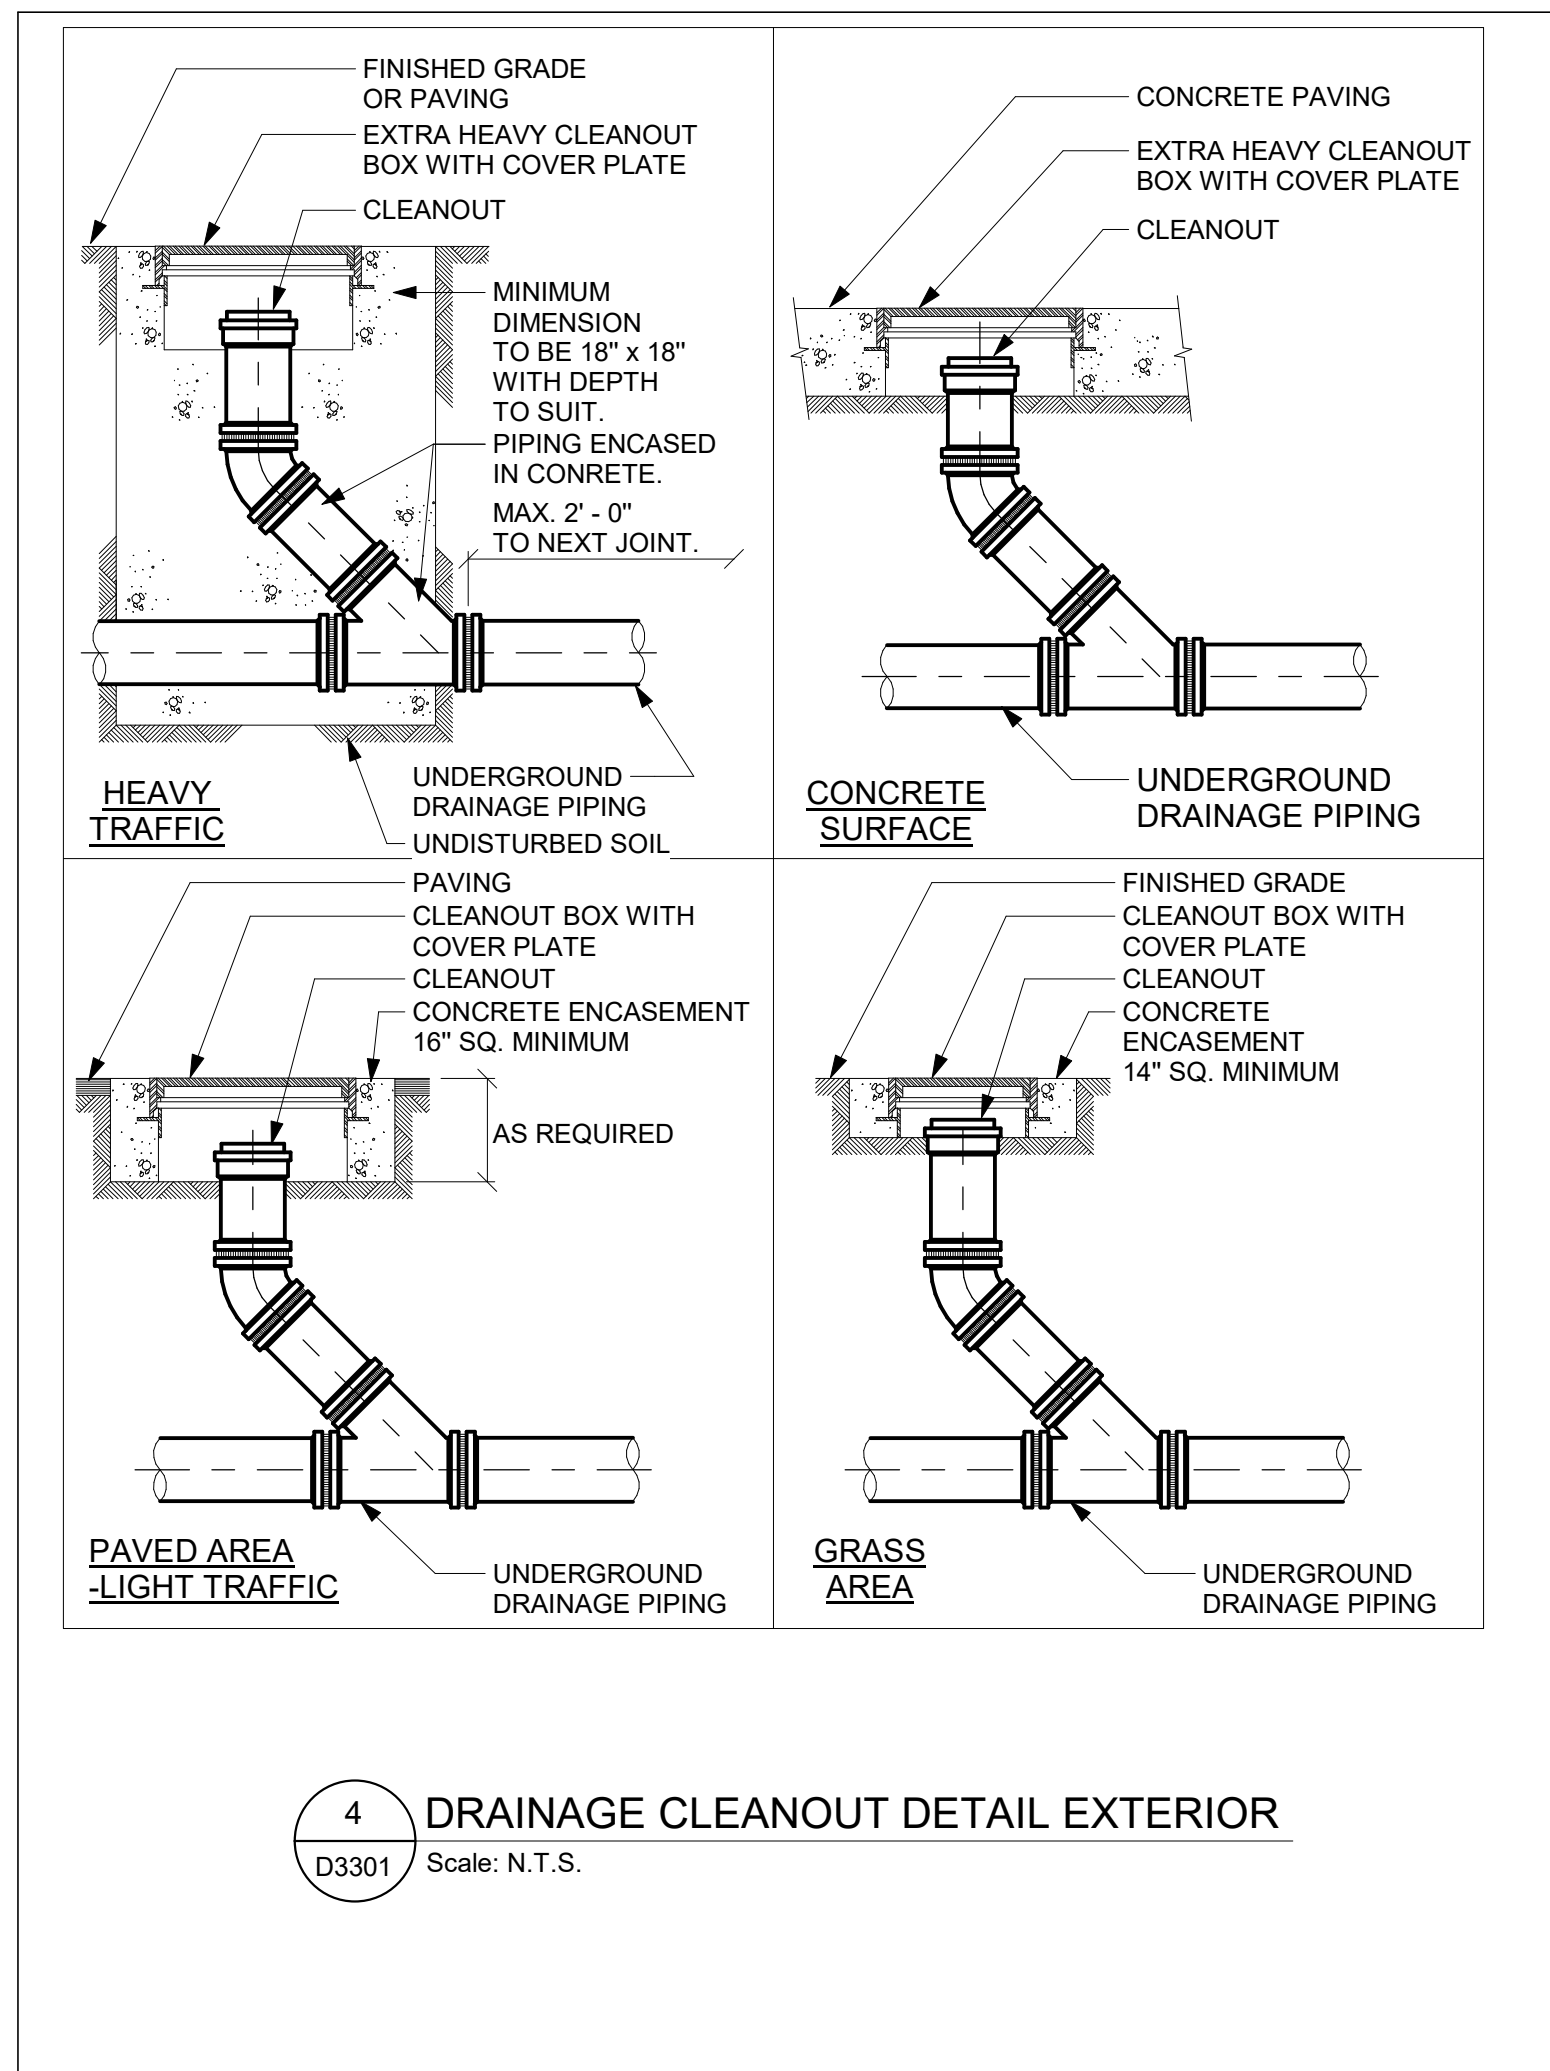 FINISHED GRADE
OR PAVING
EXTRA HEAVY CLEANOUT
BOX WITH COVER PLATE
CLEANOUT
MINIMUM
DIMENSION
TO BE 18" x 18"
WITH DEPTH
TO SUIT.
PIPING ENCASED
IN CONRETE.
MAX. 2' - 0"
TO NEXT JOINT.
UNDERGROUND
DRAINAGE PIPING
UNDISTURBED SOIL
HEAVY
TRAFFIC
CONCRETE PAVING
EXTRA HEAVY CLEANOUT
BOX WITH COVER PLATE
CLEANOUT
UNDERGROUND
DRAINAGE PIPING
CONCRETE
SURFACE
PAVING
CLEANOUT BOX WITH
COVER PLATE
CLEANOUT
CONCRETE ENCASEMENT
16" SQ. MINIMUM
AS REQUIRED
PAVED AREA
-LIGHT TRAFFIC
UNDERGROUND
DRAINAGE PIPING
FINISHED GRADE
CLEANOUT BOX WITH
COVER PLATE
CLEANOUT
CONCRETE
ENCASEMENT
14" SQ. MINIMUM
GRASS
AREA
UNDERGROUND
DRAINAGE PIPING
4
D3301
DRAINAGE CLEANOUT DETAIL EXTERIOR
Scale: N.T.S.